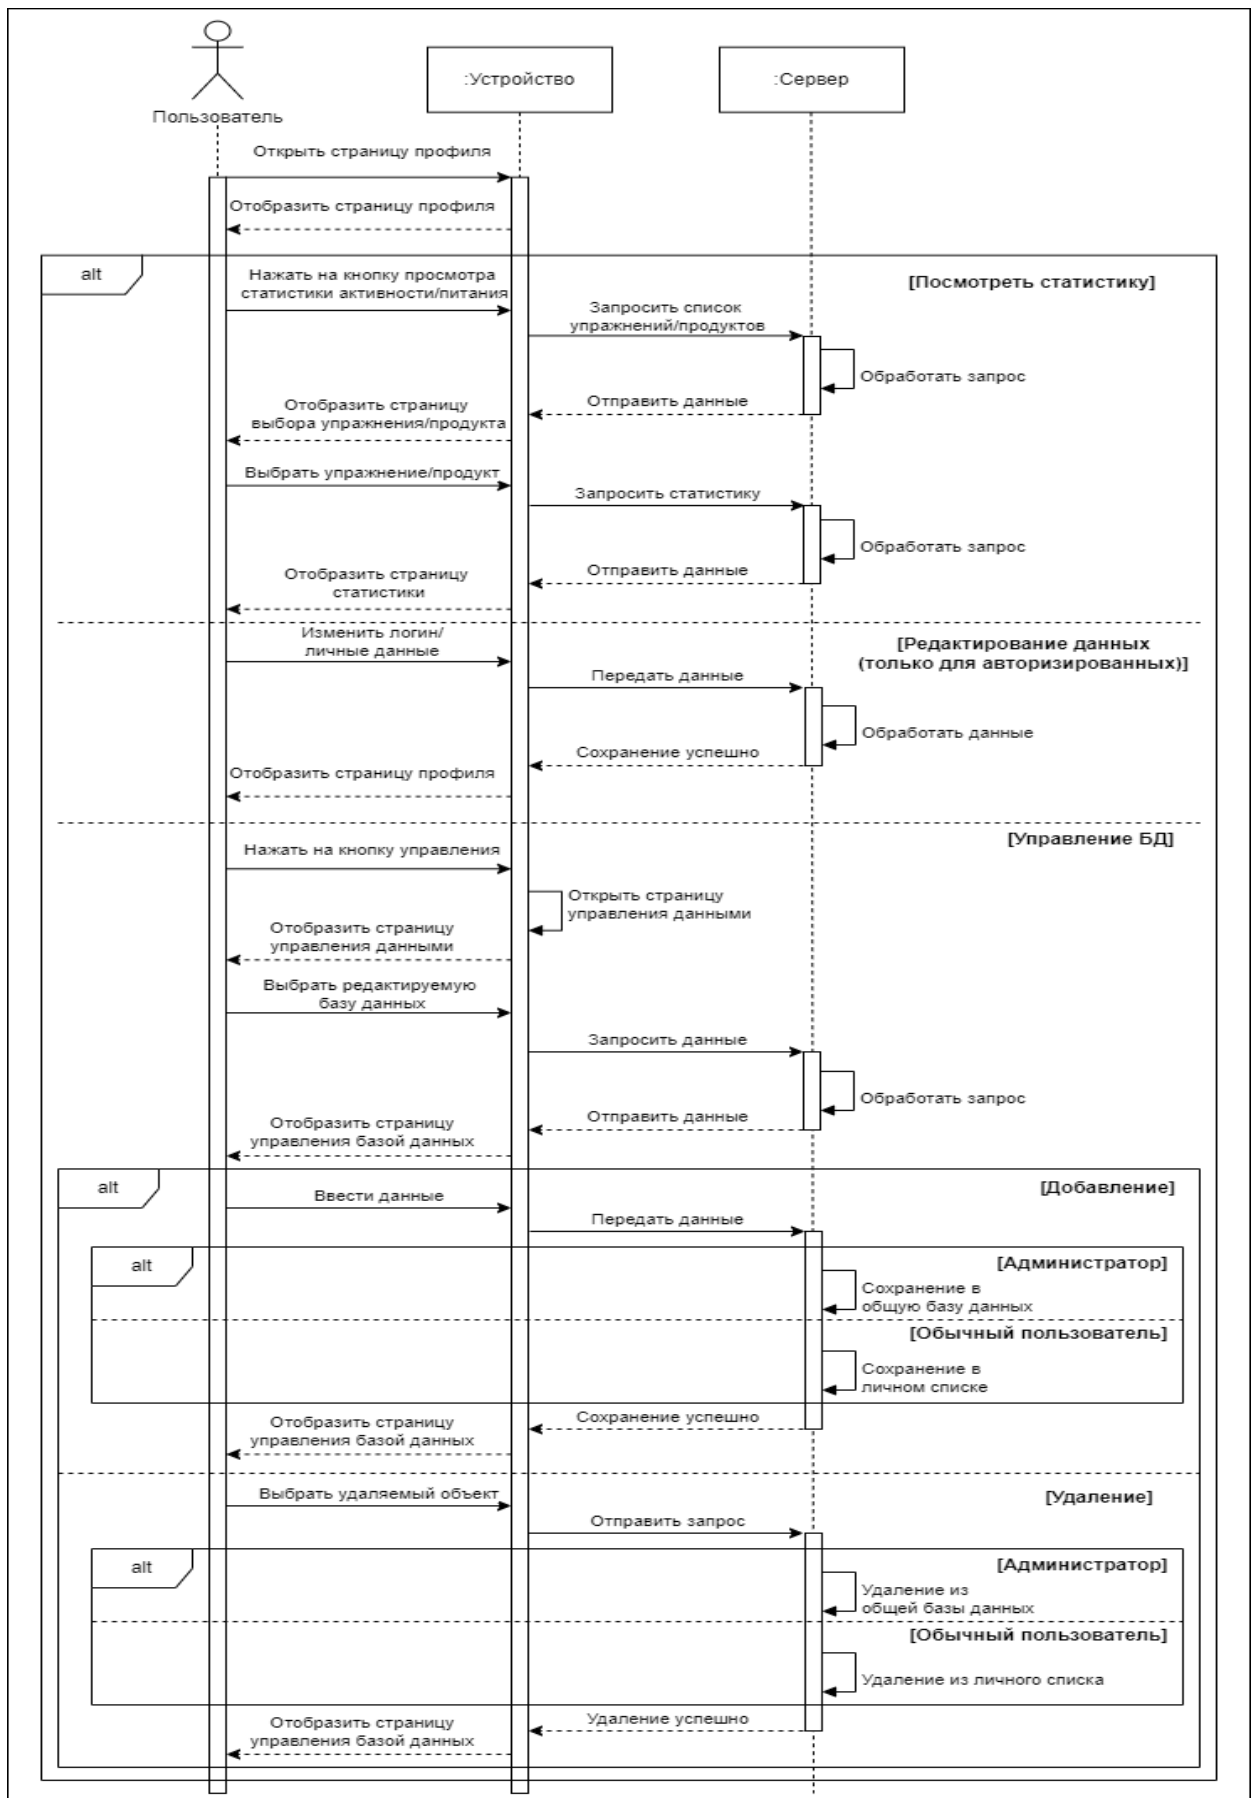 Пользователь
:Устройство
:Сервер
Открыть страницу профиля
Отобразить страницу профиля
alt
[Посмотреть статистику]
Нажать на кнопку просмотра
статистики активности/питания
Запросить список
упражнений/продуктов
Обработать запрос
Отправить данные
Отобразить страницу
выбора упражнения/продукта
Выбрать упражнение/продукт
Запросить статистику
Обработать запрос
Отправить данные
Отобразить страницу
статистики
Изменить логин/
личные данные
[Редактирование данных
(только для авторизированных)]
Передать данные
Обработать данные
Сохранение успешно
Отобразить страницу профиля
[Управление БД]
Нажать на кнопку управления
Открыть страницу
управления данными
Отобразить страницу
управления данными
Выбрать редактируемую
базу данных
Запросить данные
Обработать запрос
Отправить данные
Отобразить страницу
управления базой данных
alt
[Добавление]
Ввести данные
Передать данные
alt
[Администратор]
Сохранение в
общую базу данных
[Обычный пользователь]
Сохранение в
личном списке
Сохранение успешно
Отобразить страницу
управления базой данных
Выбрать удаляемый объект
[Удаление]
Отправить запрос
alt
[Администратор]
Удаление из
общей базы данных
[Обычный пользователь]
Удаление из личного списка
Удаление успешно
Отобразить страницу
управления базой данных